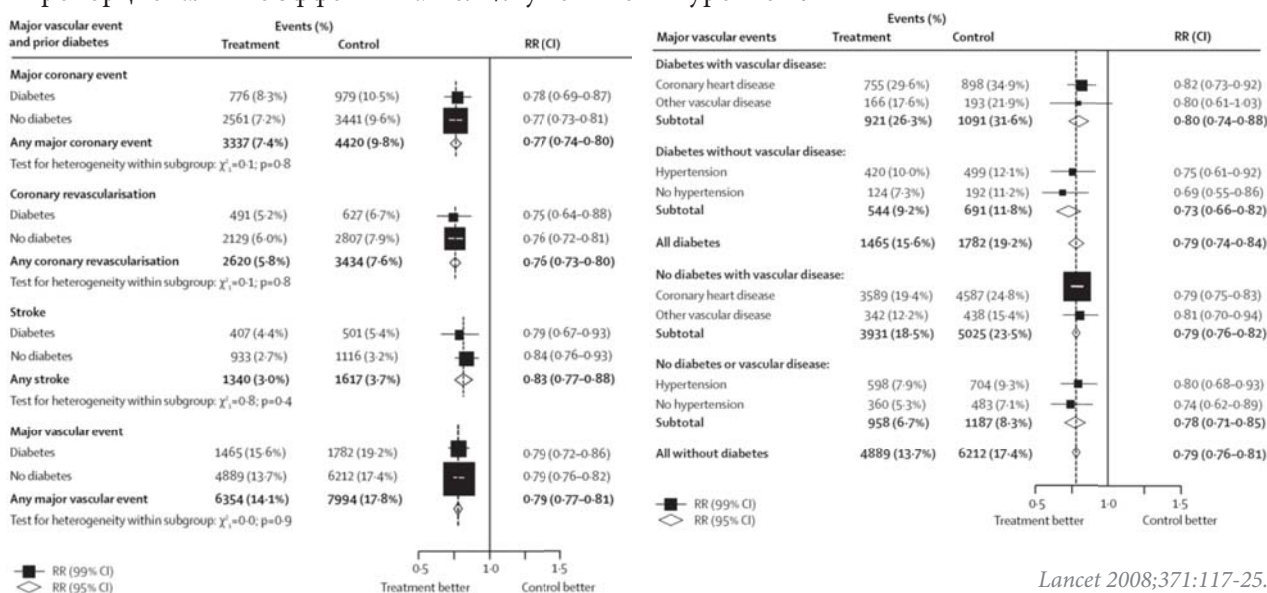 Major vascular event
and prior diabetes
Events (%)
Treatment Control RR (CI)
Major coronary event
Diabetes 776 (8·3%) 979 (10·5%) 0·78 (0·69–0·87)
No diabetes 2561 (7·2%) 3441 (9·6%) 0·77 (0·73–0·81)
Any major coronary event 3337 (7·4%) 4420 (9·8%) 0·77 (0·74–0·80)
Test for heterogeneity within subgroup: χ²₁=0·1; p=0·8
Coronary revascularisation
Diabetes 491 (5·2%) 627 (6·7%) 0·75 (0·64–0·88)
No diabetes 2129 (6·0%) 2807 (7·9%) 0·76 (0·72–0·81)
Any coronary revascularisation 2620 (5·8%) 3434 (7·6%) 0·76 (0·73–0·80)
Test for heterogeneity within subgroup: χ²₁=0·1; p=0·8
Stroke
Diabetes 407 (4·4%) 501 (5·4%) 0·79 (0·67–0·93)
No diabetes 933 (2·7%) 1116 (3·2%) 0·84 (0·76–0·93)
Any stroke 1340 (3·0%) 1617 (3·7%) 0·83 (0·77–0·88)
Test for heterogeneity within subgroup: χ²₁=0·8; p=0·4
Major vascular event
Diabetes 1465 (15·6%) 1782 (19·2%) 0·79 (0·72–0·86)
No diabetes 4889 (13·7%) 6212 (17·4%) 0·79 (0·76–0·82)
Any major vascular event 6354 (14·1%) 7994 (17·8%) 0·79 (0·77–0·81)
Test for heterogeneity within subgroup: χ²₁=0·0; p=0·9
RR (99% CI)
RR (95% CI)
0·5 1·0 1·5
Treatment better Control better
Events (%)
Major vascular events Treatment Control RR (CI)
Diabetes with vascular disease:
Coronary heart disease 755 (29·6%) 898 (34·9%) 0·82 (0·73–0·92)
Other vascular disease 166 (17·6%) 193 (21·9%) 0·80 (0·61–1·03)
Subtotal 921 (26·3%) 1091 (31·6%) 0·80 (0·74–0·88)
Diabetes without vascular disease:
Hypertension 420 (10·0%) 499 (12·1%) 0·75 (0·61–0·92)
No hypertension 124 (7·3%) 192 (11·2%) 0·69 (0·55–0·86)
Subtotal 544 (9·2%) 691 (11·8%) 0·73 (0·66–0·82)
All diabetes 1465 (15·6%) 1782 (19·2%) 0·79 (0·74–0·84)
No diabetes with vascular disease:
Coronary heart disease 3589 (19·4%) 4587 (24·8%) 0·79 (0·75–0·83)
Other vascular disease 342 (12·2%) 438 (15·4%) 0·81 (0·70–0·94)
Subtotal 3931 (18·5%) 5025 (23·5%) 0·79 (0·76–0·82)
No diabetes or vascular disease:
Hypertension 598 (7·9%) 704 (9·3%) 0·80 (0·68–0·93)
No hypertension 360 (5·3%) 483 (7·1%) 0·74 (0·62–0·89)
Subtotal 958 (6·7%) 1187 (8·3%) 0·78 (0·71–0·85)
All without diabetes 4889 (13·7%) 6212 (17·4%) 0·79 (0·76–0·81)
RR (99% CI)
RR (95% CI)
0·5 1·0 1·5
Treatment better Control better
Lancet 2008;371:117-25.